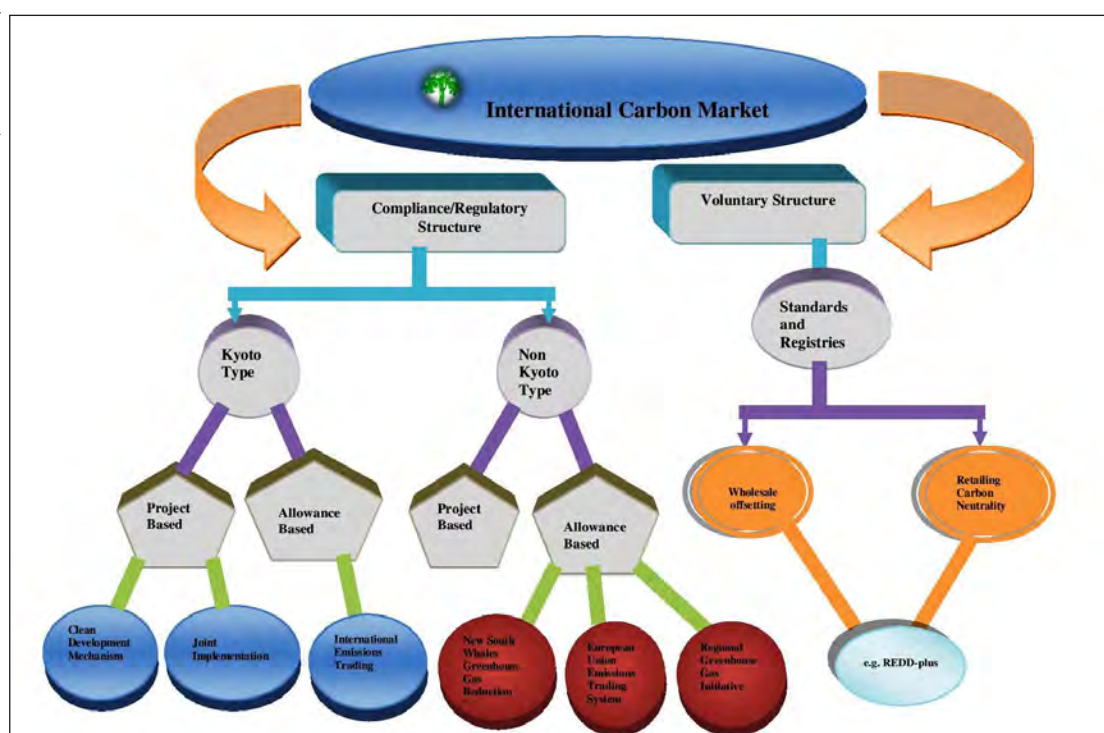 International Carbon Market
Compliance/Regulatory
Structure
Voluntary Structure
Kyoto
Type
Non
Kyoto
Type
Standards
and
Registries
Project
Based
Allowance
Based
Project
Based
Allowance
Based
Wholesale
offsetting
Retailing
Carbon
Neutrality
Clean
Development
Mechanism
Joint
Implementation
International
Emissions
Trading
New South
Whales
Greenhouse
Gas
Reduction
European
Union
Emissions
Trading
System
Regional
Greenhouse
Gas
Initiative
e.g. REDD-plus